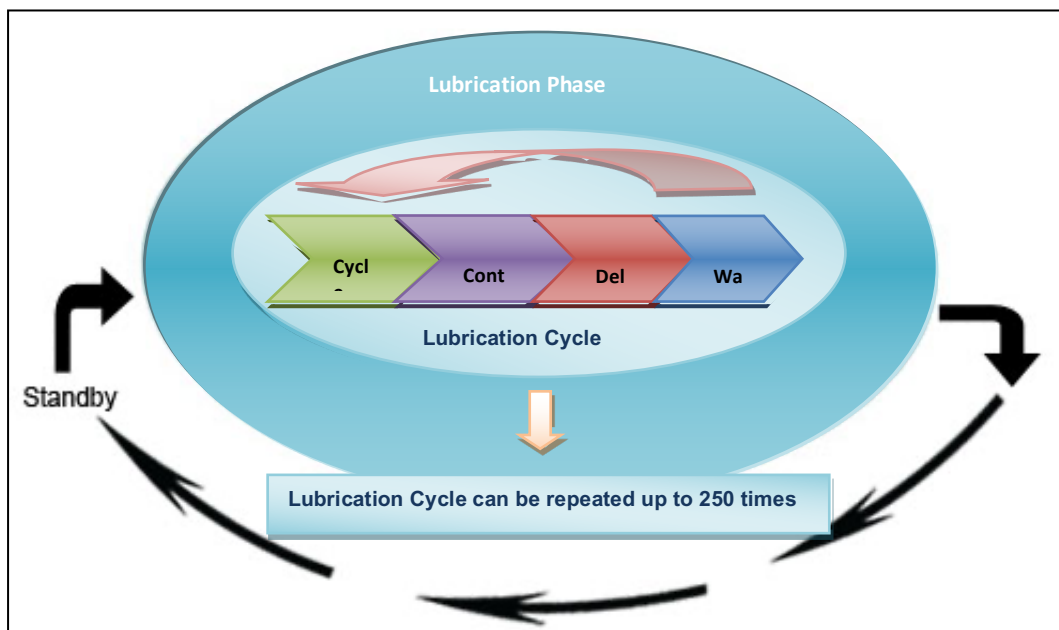 Lubrication Phase
Cycl
Cont
Del
Wa
Lubrication Cycle
Standby
Lubrication Cycle can be repeated up to 250 times